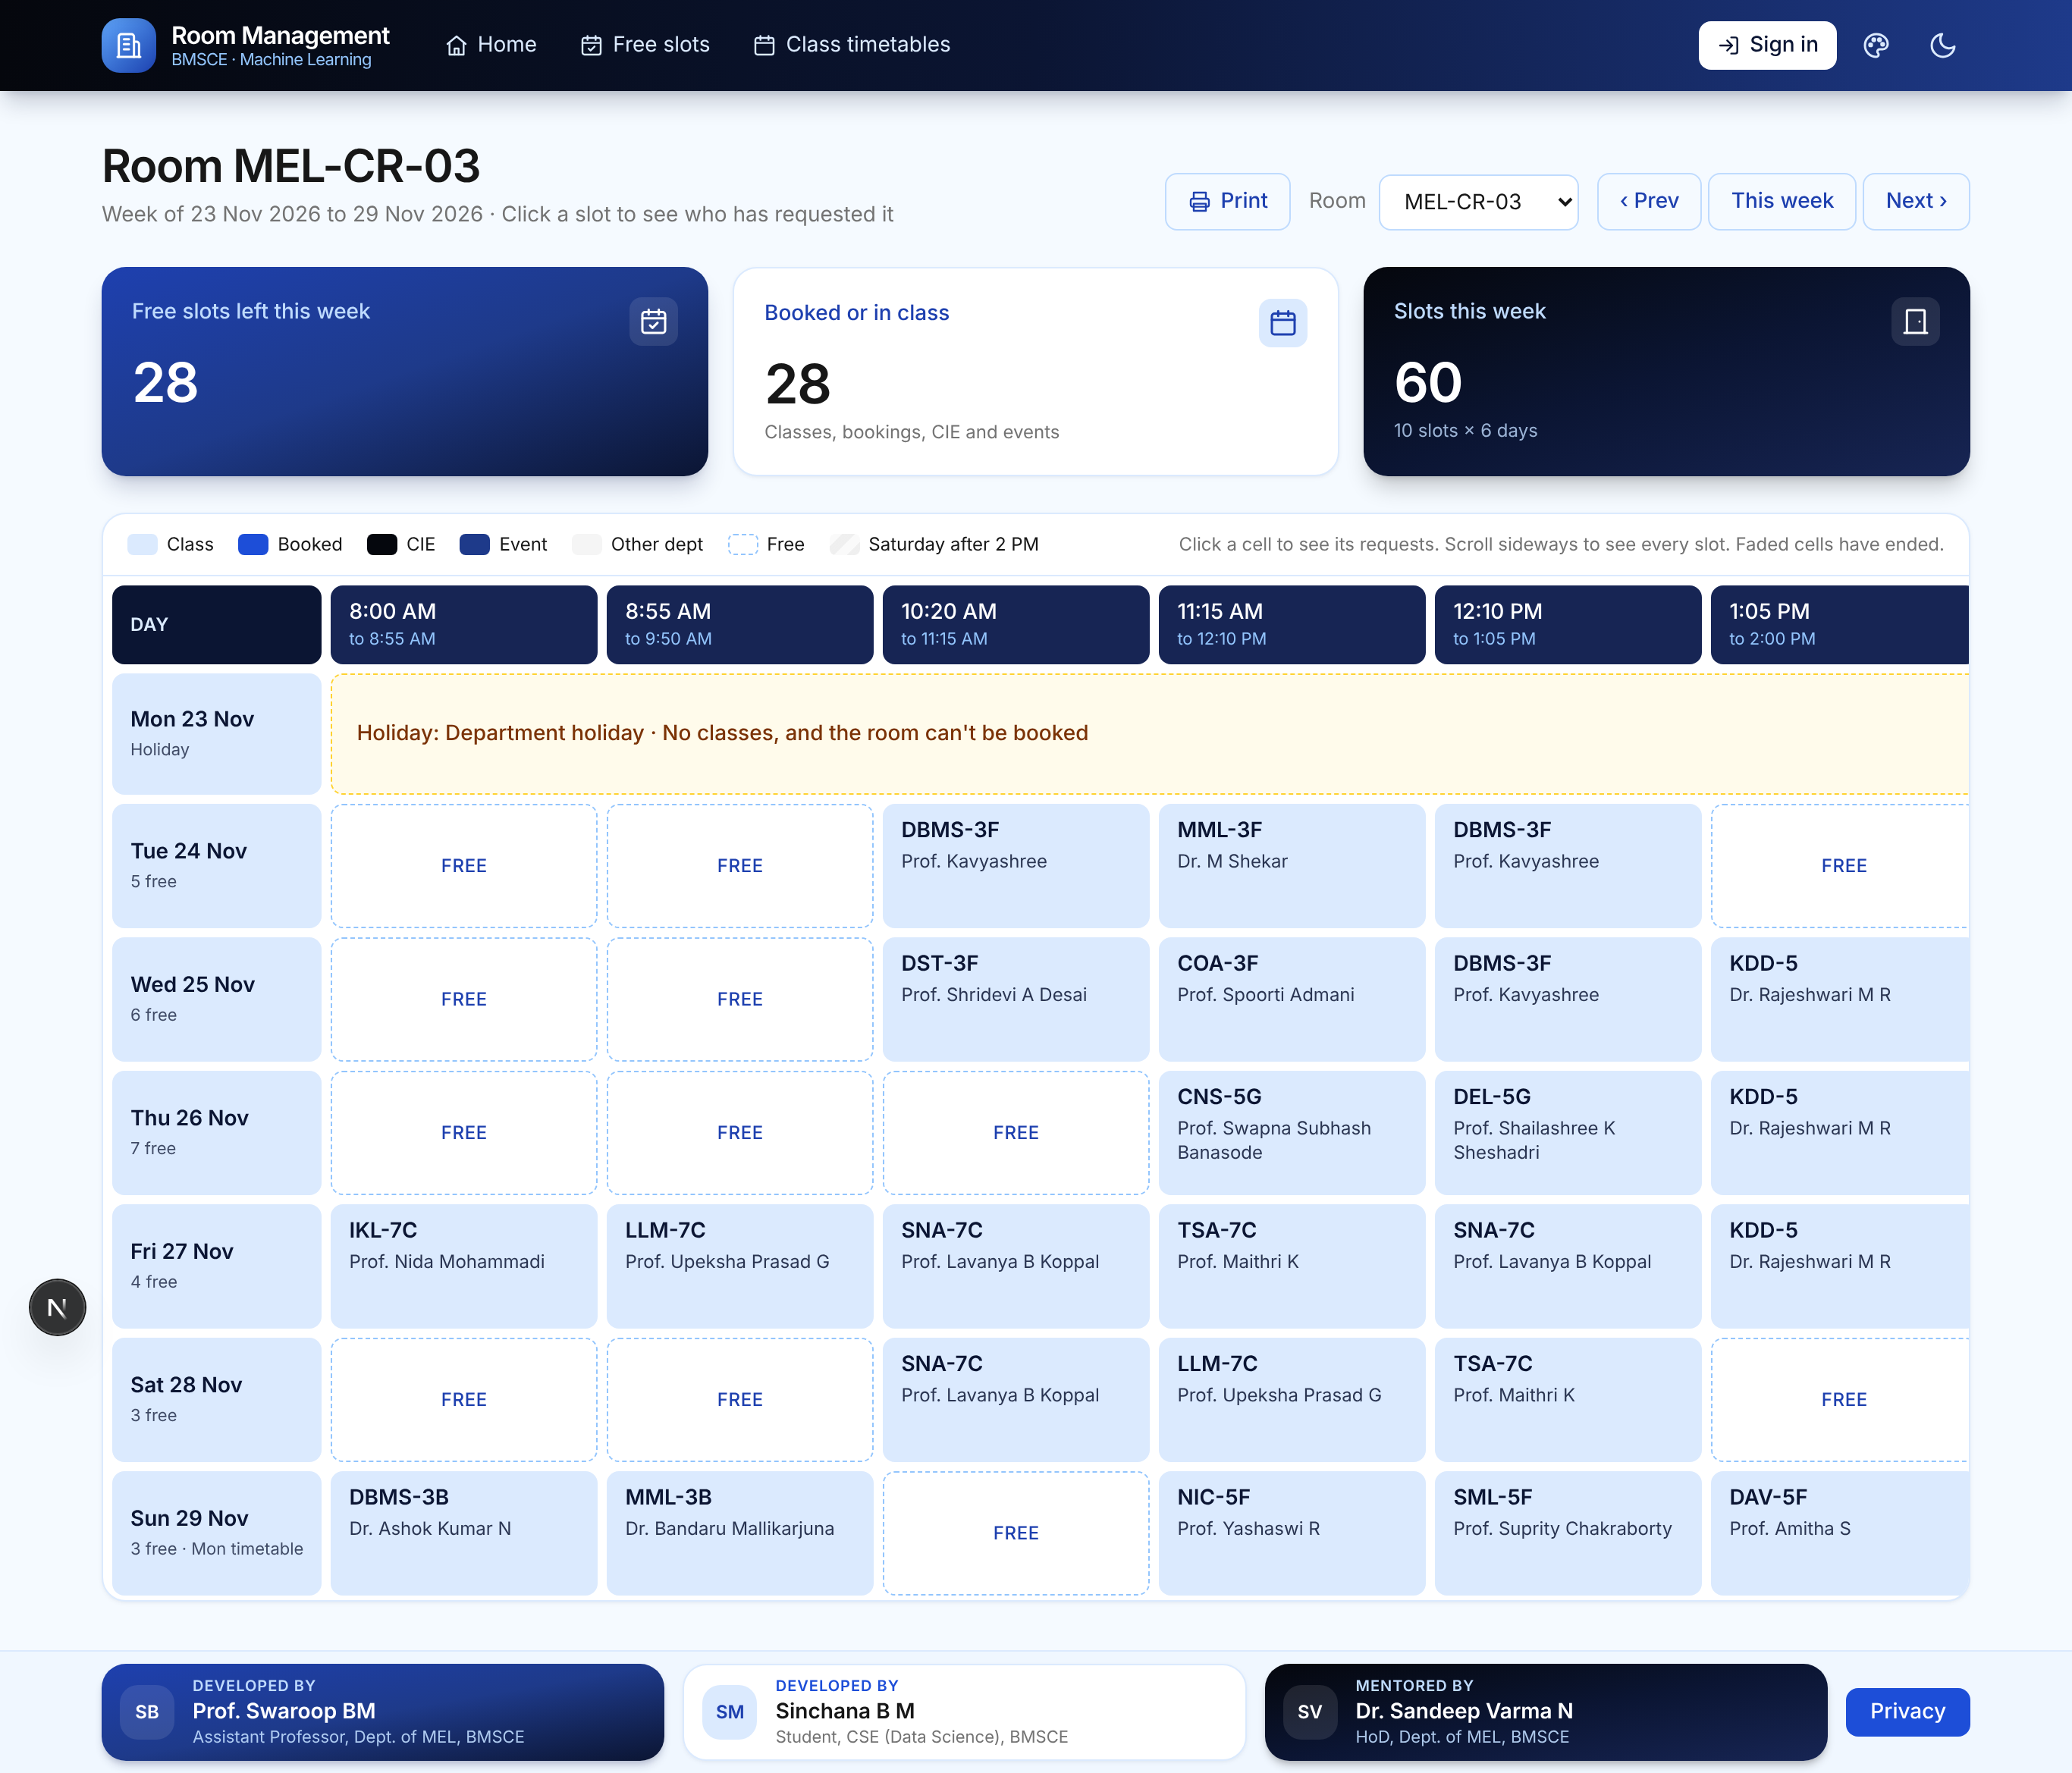 Room Management
BMSCE · Machine Learning
Home
Free slots
Class timetables
Sign in
Room MEL-CR-03
Week of 23 Nov 2026 to 29 Nov 2026 · Click a slot to see who has requested it
Print
Room
MEL-CR-03
‹ Prev
This week
Next ›
Free slots left this week
28
Booked or in class
28
Classes, bookings, CIE and events
Slots this week
60
10 slots × 6 days
Class
Booked
CIE
Event
Other dept
Free
Saturday after 2 PM
Click a cell to see its requests. Scroll sideways to see every slot. Faded cells have ended.
DAY
8:00 AM
to 8:55 AM
8:55 AM
to 9:50 AM
10:20 AM
to 11:15 AM
11:15 AM
to 12:10 PM
12:10 PM
to 1:05 PM
1:05 PM
to 2:00 PM
Mon 23 Nov
Holiday
Holiday: Department holiday · No classes, and the room can't be booked
Tue 24 Nov
5 free
FREE
FREE
DBMS-3F
Prof. Kavyashree
MML-3F
Dr. M Shekar
DBMS-3F
Prof. Kavyashree
FREE
Wed 25 Nov
6 free
FREE
FREE
DST-3F
Prof. Shridevi A Desai
COA-3F
Prof. Spoorti Admani
DBMS-3F
Prof. Kavyashree
KDD-5
Dr. Rajeshwari M R
Thu 26 Nov
7 free
FREE
FREE
FREE
CNS-5G
Prof. Swapna Subhash
Banasode
DEL-5G
Prof. Shailashree K
Sheshadri
KDD-5
Dr. Rajeshwari M R
Fri 27 Nov
4 free
IKL-7C
Prof. Nida Mohammadi
LLM-7C
Prof. Upeksha Prasad G
SNA-7C
Prof. Lavanya B Koppal
TSA-7C
Prof. Maithri K
SNA-7C
Prof. Lavanya B Koppal
KDD-5
Dr. Rajeshwari M R
Sat 28 Nov
3 free
FREE
FREE
SNA-7C
Prof. Lavanya B Koppal
LLM-7C
Prof. Upeksha Prasad G
TSA-7C
Prof. Maithri K
FREE
Sun 29 Nov
3 free · Mon timetable
DBMS-3B
Dr. Ashok Kumar N
MML-3B
Dr. Bandaru Mallikarjuna
FREE
NIC-5F
Prof. Yashaswi R
SML-5F
Prof. Suprity Chakraborty
DAV-5F
Prof. Amitha S
N
SB
DEVELOPED BY
Prof. Swaroop BM
Assistant Professor, Dept. of MEL, BMSCE
SM
DEVELOPED BY
Sinchana B M
Student, CSE (Data Science), BMSCE
SV
MENTORED BY
Dr. Sandeep Varma N
HoD, Dept. of MEL, BMSCE
Privacy